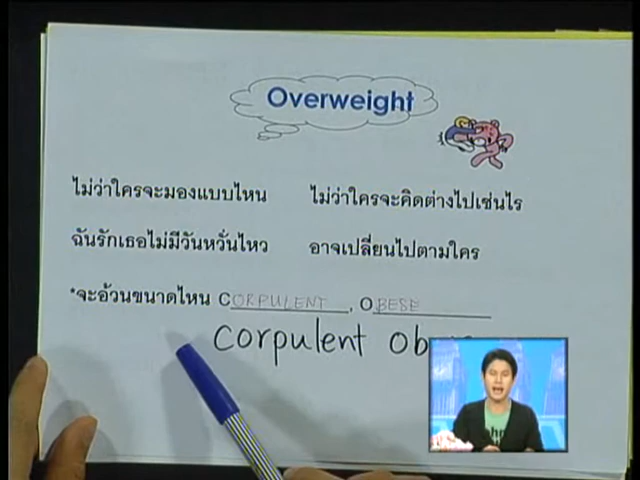 Overweight
ไม่ว่าใครจะมองแบบไหน ไม่ว่าใครจะคิดต่างไปเช่นไร
ฉันรักเธอไม่มีวันหวั่นไหว อาจเปลี่ยนไปตามใคร
*จะอ้วนขนาดไหน CORPULENT, OBESE
corpulent